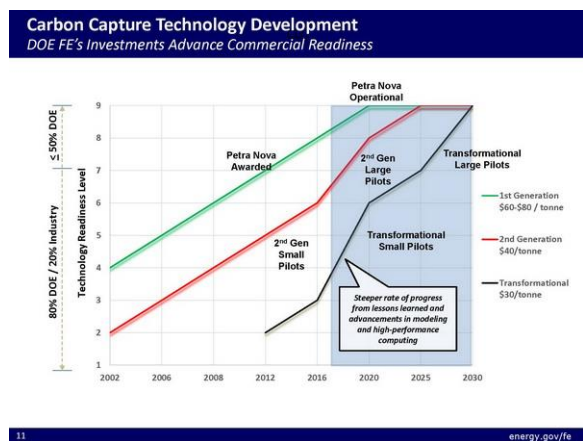 Carbon Capture Technology Development
DOE FE's Investments Advance Commercial Readiness
Petra Nova
Operational
≤ 50% DOE
80% DOE / 20% Industry
Technology Readiness Level
9
8
7
6
5
4
3
2
1
Petra Nova
Awarded
2nd Gen
Large
Pilots
Transformational
Large Pilots
2nd Gen
Small
Pilots
Transformational
Small Pilots
Steeper rate of progress
from lessons learned and
advancements in modeling
and high-performance
computing
1st Generation
$60-$80 / tonne
2nd Generation
$40/tonne
Transformational
$30/tonne
2002 2006 2008 2012 2016 2020 2025 2030
11
energy.gov/fe